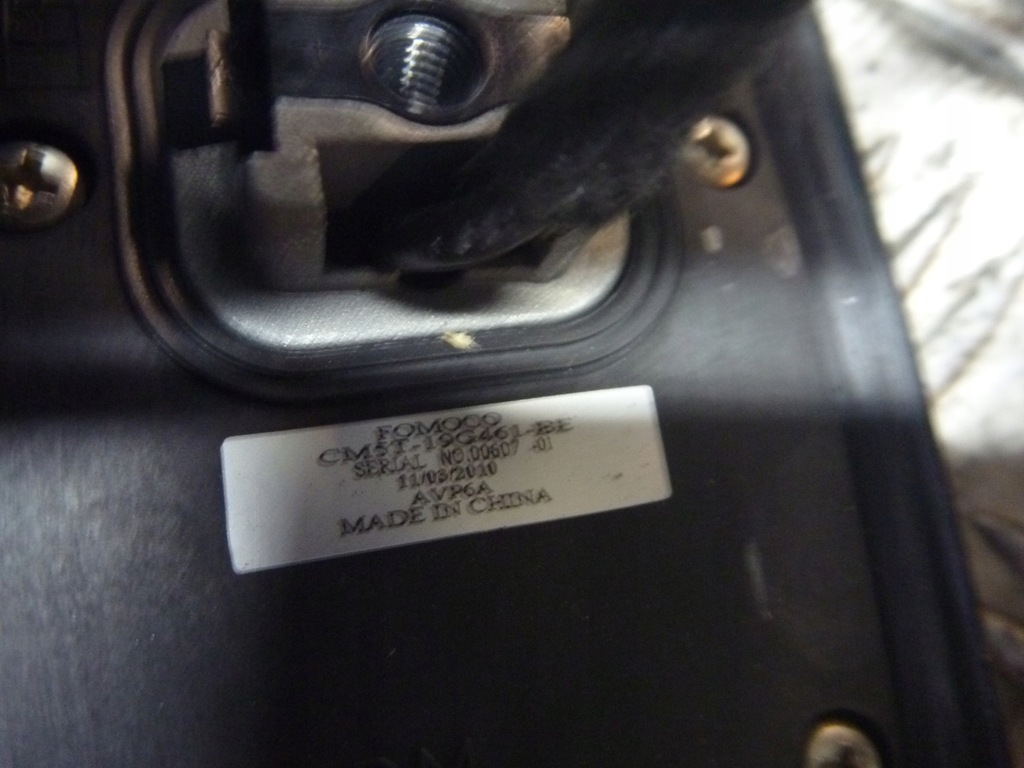 FOMOCO
CM5T-19G461-BE
SERIAL NO.00607 -01
11/03/2010
AVP6A
MADE IN CHINA